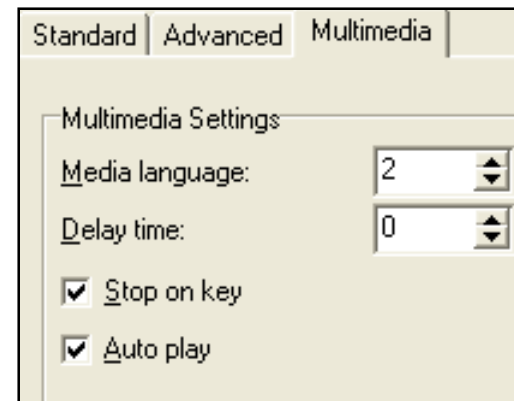 Standard Advanced Multimedia
Multimedia Settings
Media language: 2
Delay time: 0
Stop on key
Auto play